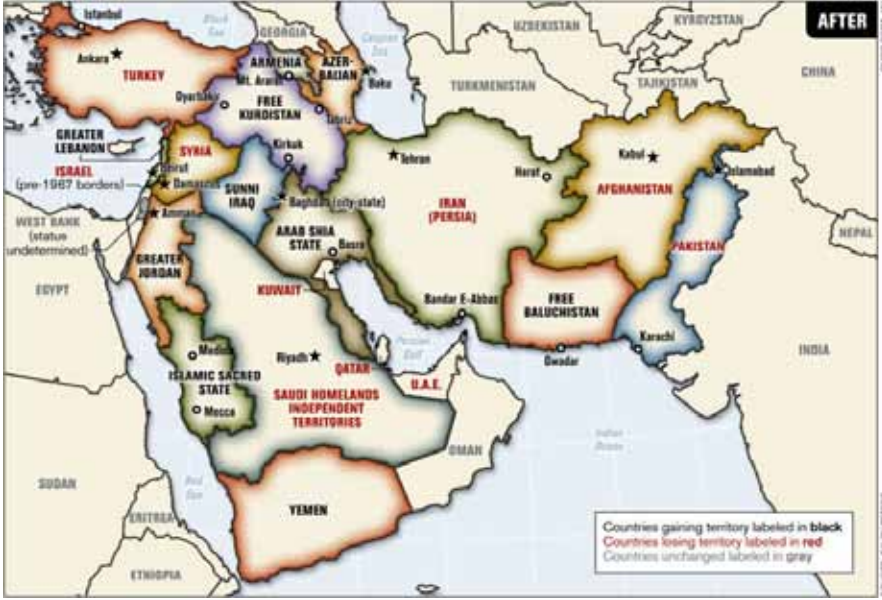 AFTER
Istanbul
Black
Sea
GEORGIA
Caspian
Sea
UZBEKISTAN
KYRGYZSTAN
Ankara
TURKEY
ARMENIA
Mt. Ararat
AZER-
BAIJAN
Baku
TURKMENISTAN
TAJIKISTAN
CHINA
Dyarbakir
FREE
KURDISTAN
Tabriz
GREATER
LEBANON
SYRIA
Kirkuk
Tehran
Herat
Kabul
Islamabad
ISRAEL
(pre-1967 borders)
Beirut
Damascus
SUNNI
IRAQ
Baghdad (city-state)
IRAN
(PERSIA)
AFGHANISTAN
WEST BANK
(status
undetermined)
Amman
ARAB SHIA
STATE
Basra
PAKISTAN
NEPAL
GREATER
JORDAN
EGYPT
KUWAIT
Bandar E-Abbas
FREE
BALUCHISTAN
Karachi
Gwadar
INDIA
Medina
Riyadh
Persian
Gulf
QATAR
U.A.E.
ISLAMIC SACRED
STATE
Mecca
SAUDI HOMELANDS
INDEPENDENT
TERRITORIES
OMAN
Indian
Ocean
SUDAN
Red
Sea
YEMEN
ERITREA
ETHIOPIA
Countries gaining territory labeled in black
Countries losing territory labeled in red
Countries unchanged labeled in gray